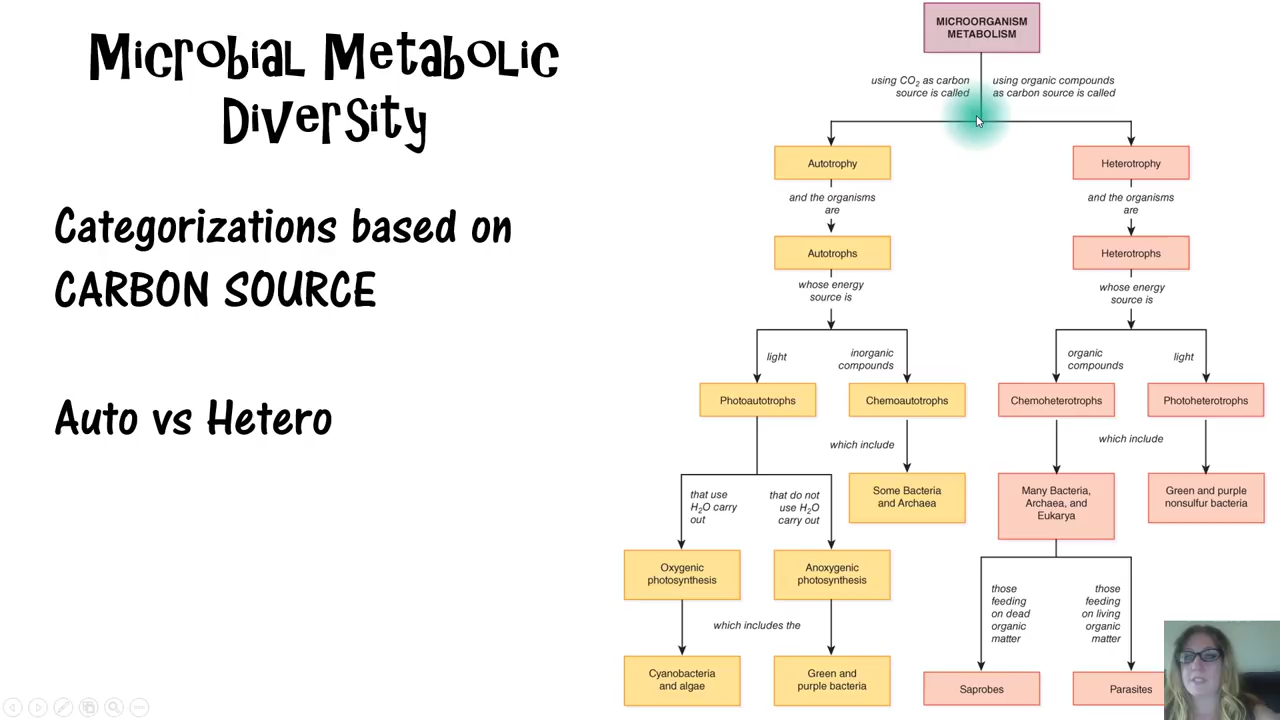 Microbial Metabolic
Diversity
Categorizations based on
CARBON SOURCE
Auto vs Hetero
MICROORGANISM
METABOLISM
using CO₂ as carbon
source is called
using organic compounds
as carbon source is called
Autotrophy
Heterotrophy
and the organisms
are
and the organisms
are
Autotrophs
Heterotrophs
whose energy
source is
whose energy
source is
light
inorganic
compounds
organic
compounds
light
Photoautotrophs
Chemoautotrophs
Chemoheterotrophs
Photoheterotrophs
which include
which include
that use
H₂O carry
out
that do not
use H₂O
carry out
Some Bacteria
and Archaea
Many Bacteria,
Archaea, and
Eukarya
Green and purple
nonsulfur bacteria
Oxygenic
photosynthesis
Anoxygenic
photosynthesis
those
feeding
on dead
organic
matter
those
feeding
on living
organic
matter
which includes the
Cyanobacteria
and algae
Green and
purple bacteria
Saprobes
Parasites